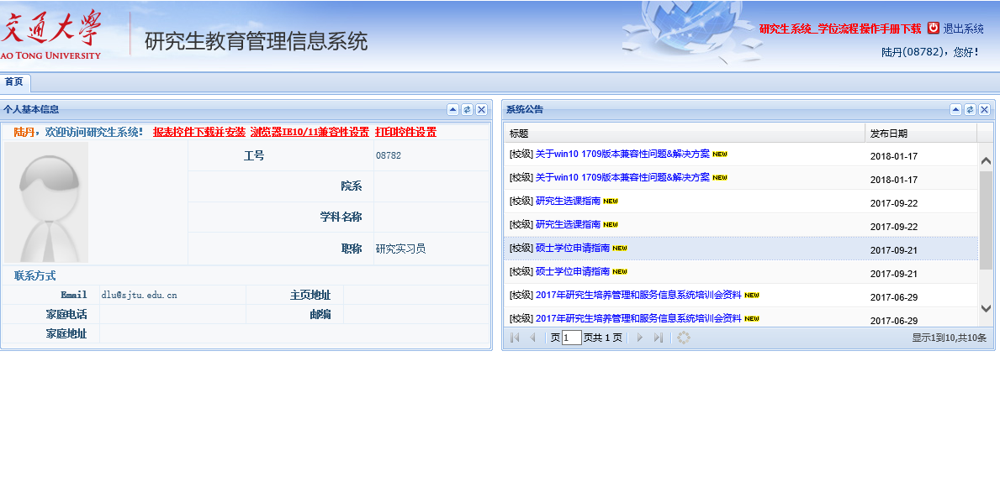 交通大学
AO TONG UNIVERSITY
研究生教育管理信息系统
研究生系统_学位流程操作手册下载 退出系统
陆丹(08782)，您好!
首页
个人基本信息
陆丹，欢迎访问研究生系统! 报表控件下载并安装 浏览器IE10/11兼容性设置 打印控件设置
工号 08782
院系
学科名称
职称 研究实习员
联系方式
Email dlu@sjtu.edu.cn 主页地址
家庭电话 邮编
家庭地址
系统公告
标题 发布日期
[校级] 关于win10 1709版本兼容性问题&解决方案 NEW 2018-01-17
[校级] 关于win10 1709版本兼容性问题&解决方案 NEW 2018-01-17
[校级] 研究生选课指南 NEW 2017-09-22
[校级] 研究生选课指南 NEW 2017-09-22
[校级] 硕士学位申请指南 NEW 2017-09-21
[校级] 硕士学位申请指南 NEW 2017-09-21
[校级] 2017年研究生培养管理和服务信息系统培训会资料 NEW 2017-06-29
[校级] 2017年研究生培养管理和服务信息系统培训会资料 NEW 2017-06-29
页 1 页共 1 页 显示1到10,共10条